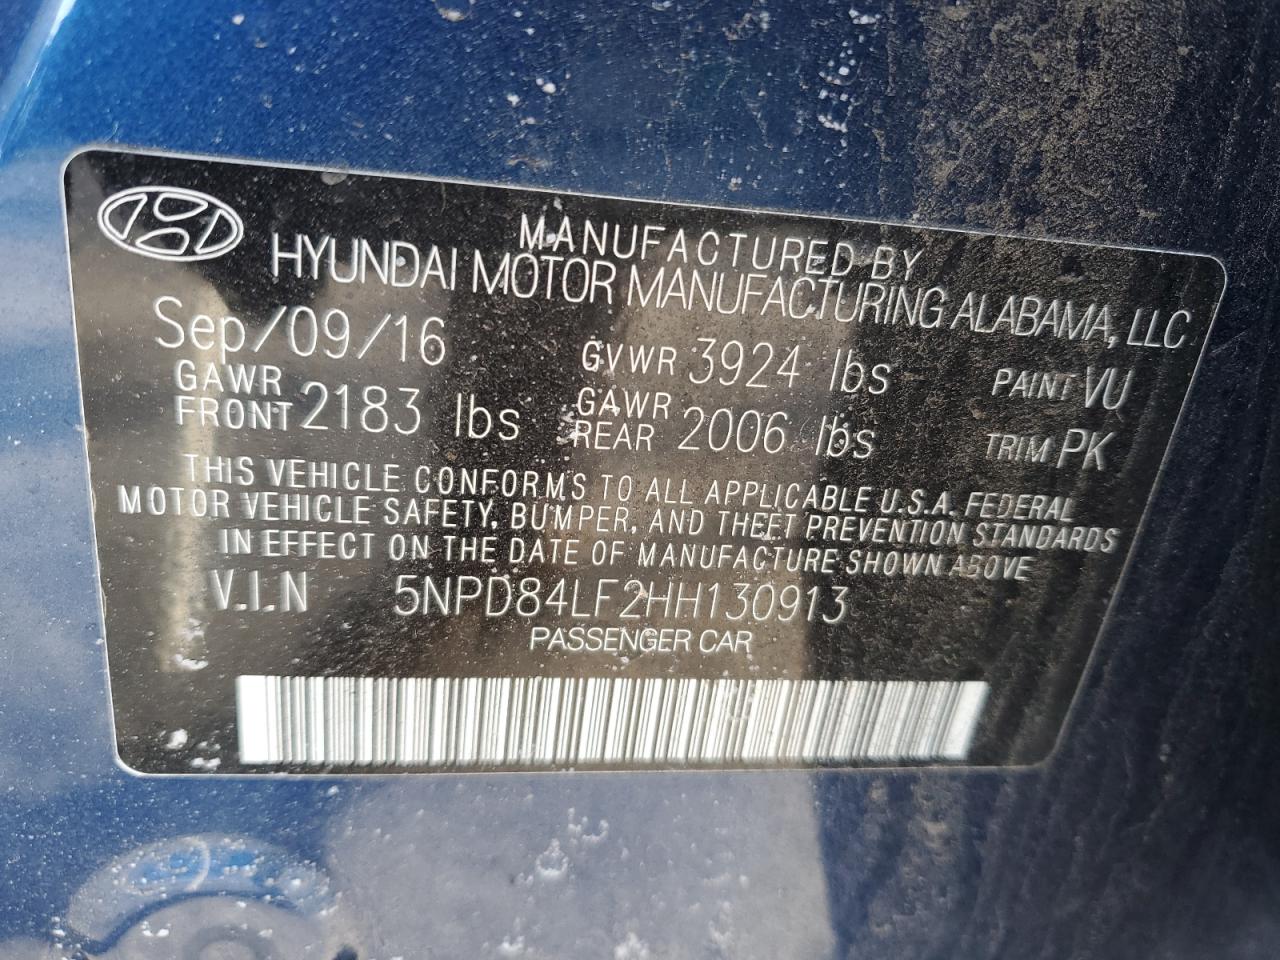 MANUFACTURED BY
HYUNDAI MOTOR MANUFACTURING ALABAMA, LLC
Sep/09/16 GVWR 3924 lbs PAINT VU
GAWR FRONT 2183 lbs GAWR REAR 2006 lbs TRIM PK
THIS VEHICLE CONFORMS TO ALL APPLICABLE U.S.A. FEDERAL
MOTOR VEHICLE SAFETY, BUMPER, AND THEFT PREVENTION STANDARDS
IN EFFECT ON THE DATE OF MANUFACTURE SHOWN ABOVE
V.I.N 5NPD84LF2HH130913
PASSENGER CAR